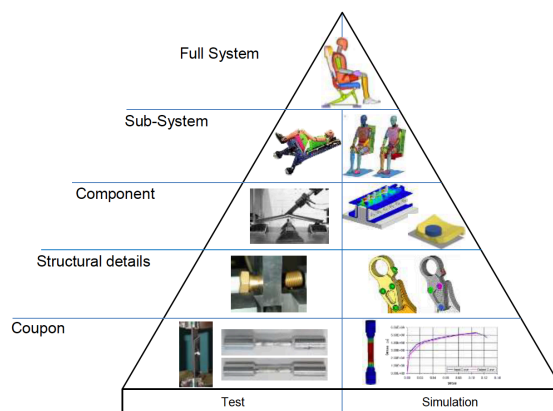 Full System
Sub-System
Component
Structural details
Coupon
Test
Simulation